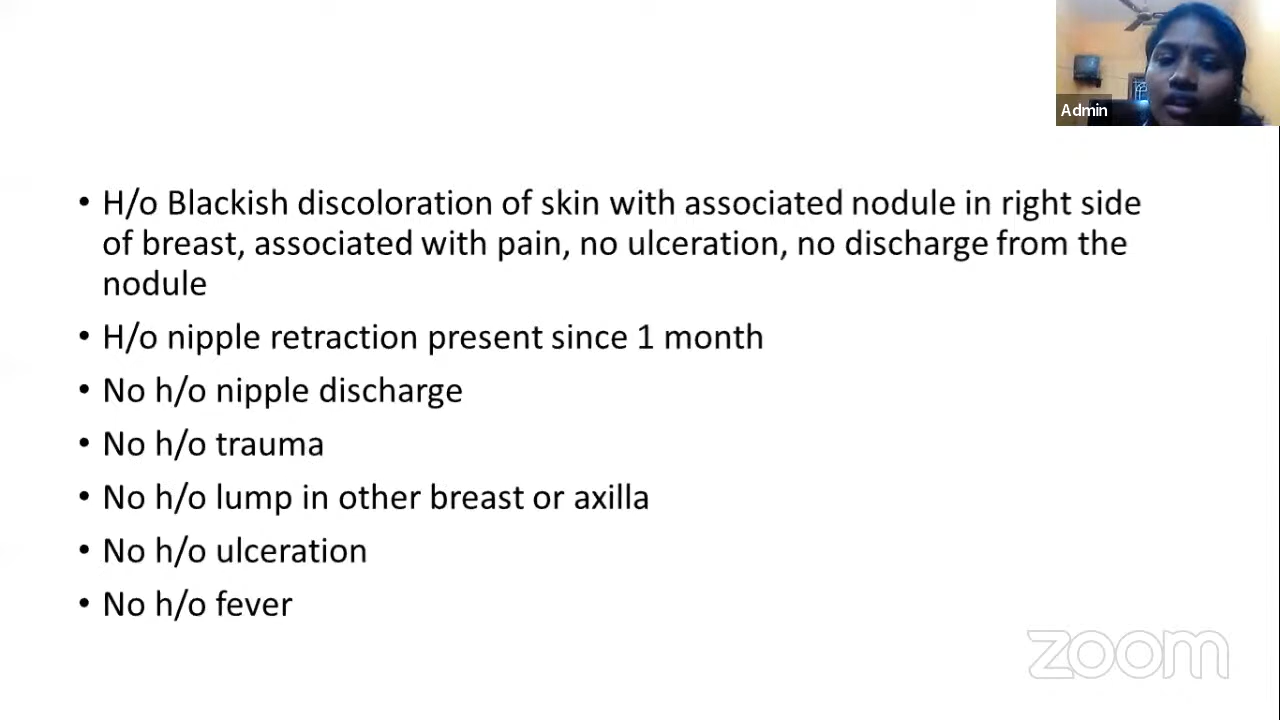 Admin
• H/o Blackish discoloration of skin with associated nodule in right side
of breast, associated with pain, no ulceration, no discharge from the
nodule
• H/o nipple retraction present since 1 month
• No h/o nipple discharge
• No h/o trauma
• No h/o lump in other breast or axilla
• No h/o ulceration
• No h/o fever
zoom